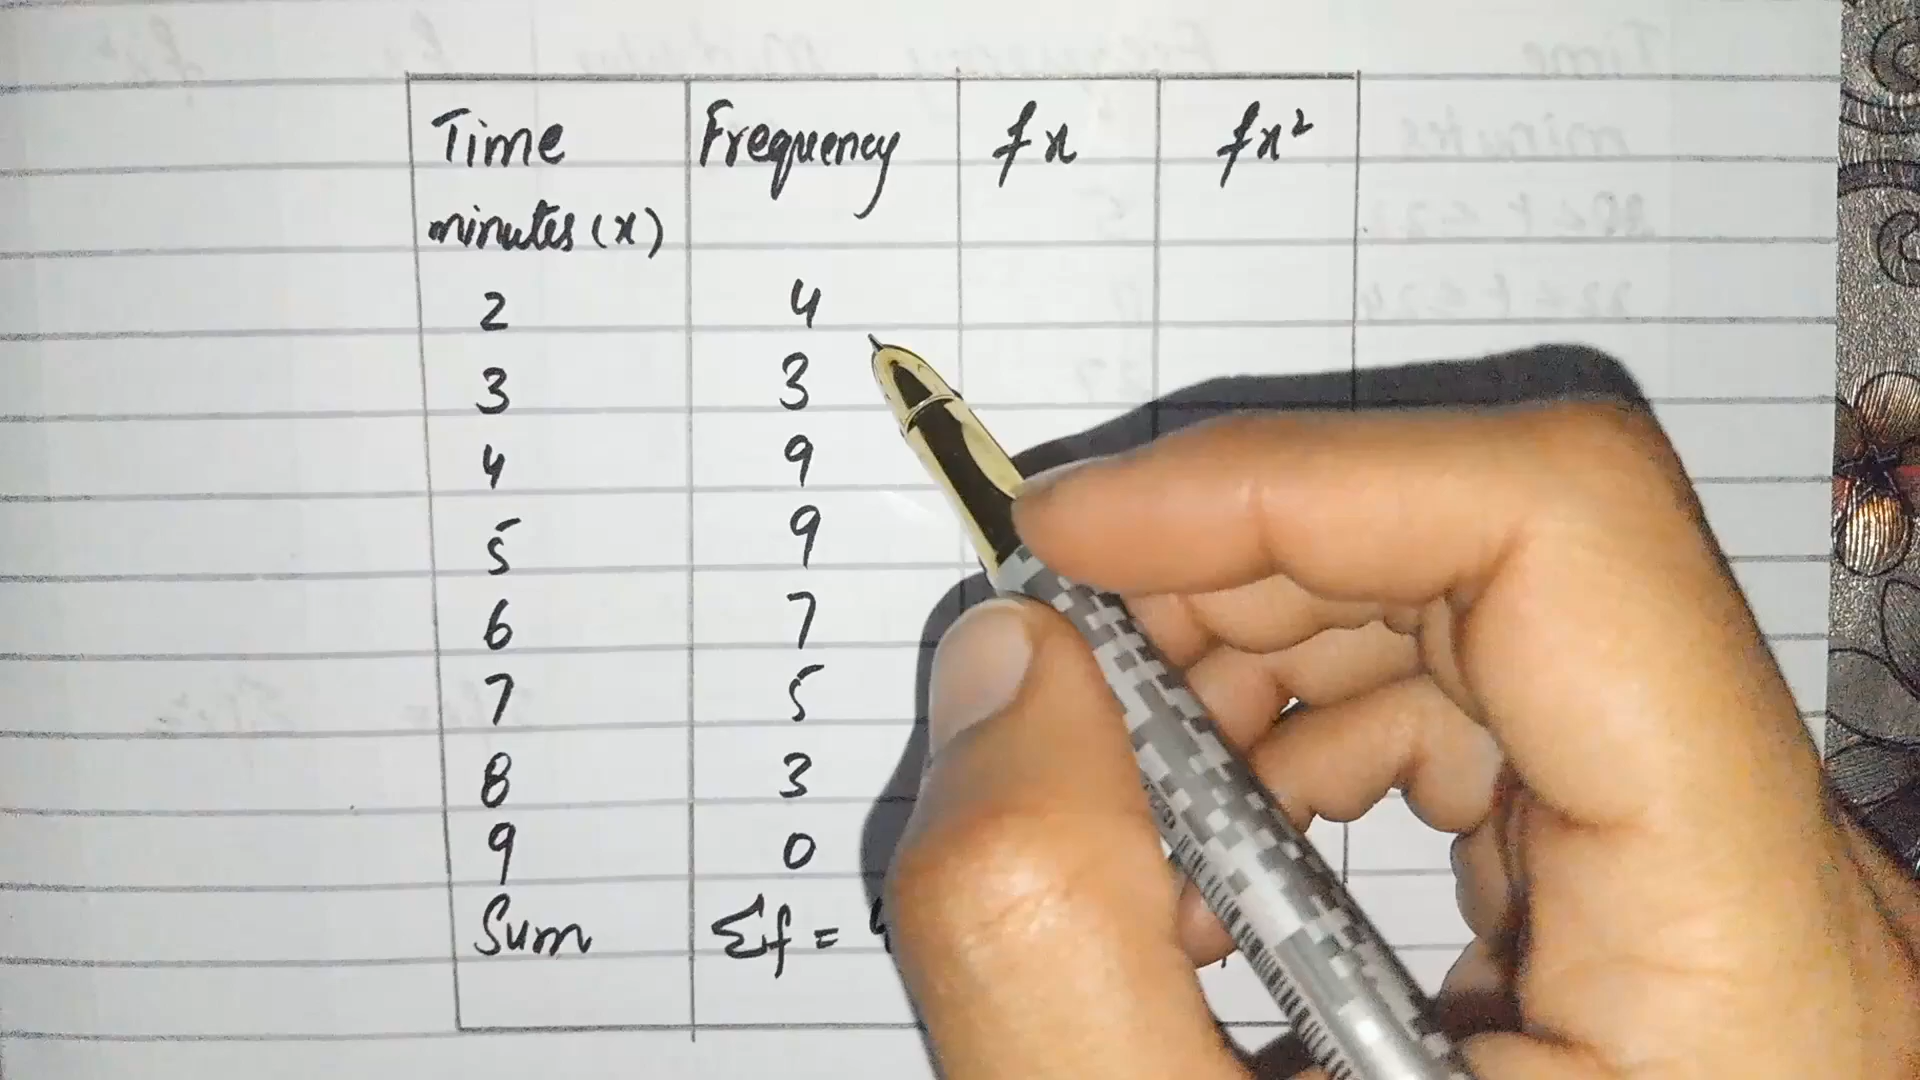 Time Frequency fx fx²
minutes (x)
2 4
3 3
4 9
5 9
6 7
7 5
8 3
9 0
Sum Σf =